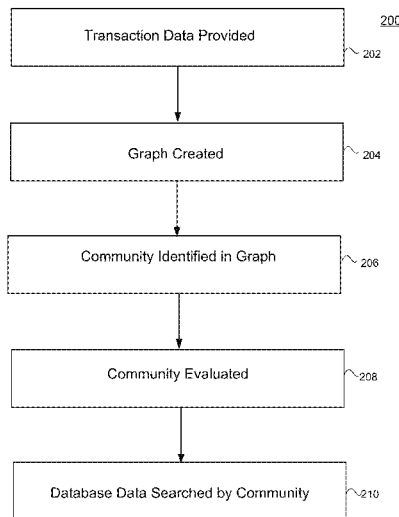 200
Transaction Data Provided
202
Graph Created
204
Community Identified in Graph
206
Community Evaluated
208
Database Data Searched by Community
210